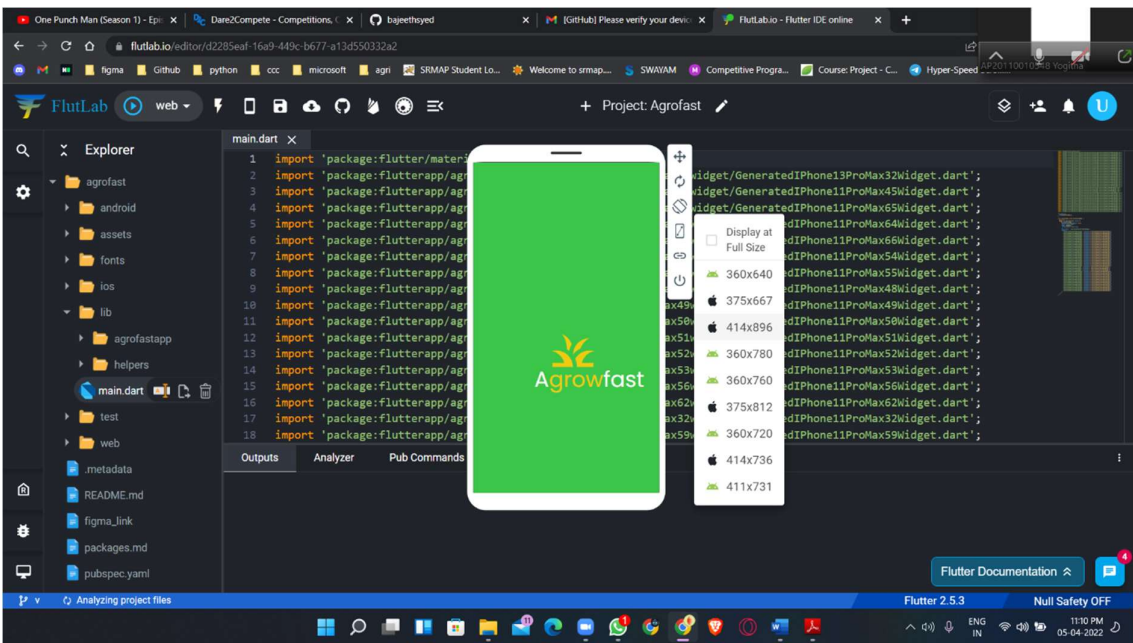 One Punch Man (Season 1) - Epi
Dare2Compete - Competitions,
bajeethsyed
[GitHub] Please verify your devic
FlutLab.io - Flutter IDE online
flutlab.io/editor/d2285eaf-16a9-449c-b677-a13d550332a2
figma
Github
python
ccc
microsoft
agri
SRMAP Student Lo...
Welcome to srmap....
SWAYAM
Competitive Progra...
Course: Project - C...
Hyper-Speed
FlutLab
web
+ Project: Agrofast
U
Explorer
agrofast
android
assets
fonts
ios
lib
agrofastapp
helpers
main.dart
test
web
.metadata
README.md
figma_link
packages.md
pubspec.yaml
main.dart
1 import 'package:flutter/materi
2 import 'package:flutterapp/agr widget/GeneratedIPhone13ProMax32Widget.dart';
3 import 'package:flutterapp/agr widget/GeneratedIPhone11ProMax45Widget.dart';
4 import 'package:flutterapp/agr widget/GeneratedIPhone11ProMax65Widget.dart';
5 import 'package:flutterapp/agr edIPhone11ProMax64Widget.dart';
6 import 'package:flutterapp/agr edIPhone11ProMax66Widget.dart';
7 import 'package:flutterapp/agr edIPhone11ProMax54Widget.dart';
8 import 'package:flutterapp/agr edIPhone11ProMax55Widget.dart';
9 import 'package:flutterapp/agr edIPhone11ProMax48Widget.dart';
10 import 'package:flutterapp/agr ax49w edIPhone11ProMax49Widget.dart';
11 import 'package:flutterapp/agr ax50w edIPhone11ProMax50Widget.dart';
12 import 'package:flutterapp/agr ax51w edIPhone11ProMax51Widget.dart';
13 import 'package:flutterapp/agr ax52w edIPhone11ProMax52Widget.dart';
14 import 'package:flutterapp/agr ax53w edIPhone11ProMax53Widget.dart';
15 import 'package:flutterapp/agr ax56w edIPhone11ProMax56Widget.dart';
16 import 'package:flutterapp/agr ax62w edIPhone11ProMax62Widget.dart';
17 import 'package:flutterapp/agr ax32w edIPhone11ProMax32Widget.dart';
18 import 'package:flutterapp/agr ax59w edIPhone11ProMax59Widget.dart';
Agrowfast
Display at
Full Size
360x640
375x667
414x896
360x780
360x760
375x812
360x720
414x736
411x731
Outputs
Analyzer
Pub Commands
Flutter Documentation
4
Analyzing project files
Flutter 2.5.3
Null Safety OFF
ENG
IN
11:10 PM
05-04-2022